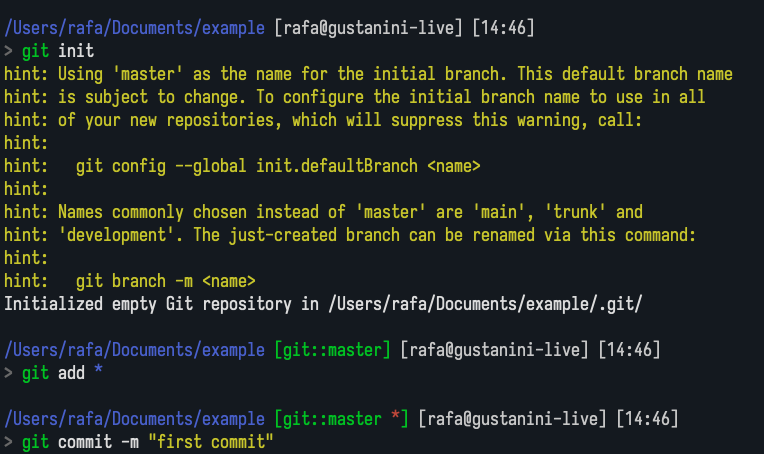 /Users/rafa/Documents/example [rafa@gustanini-live] [14:46]
> git init
hint: Using 'master' as the name for the initial branch. This default branch name
hint: is subject to change. To configure the initial branch name to use in all
hint: of your new repositories, which will suppress this warning, call:
hint:
hint:   git config --global init.defaultBranch <name>
hint:
hint: Names commonly chosen instead of 'master' are 'main', 'trunk' and
hint: 'development'. The just-created branch can be renamed via this command:
hint:
hint:   git branch -m <name>
Initialized empty Git repository in /Users/rafa/Documents/example/.git/
/Users/rafa/Documents/example [git::master] [rafa@gustanini-live] [14:46]
> git add *
/Users/rafa/Documents/example [git::master *] [rafa@gustanini-live] [14:46]
> git commit -m "first commit"